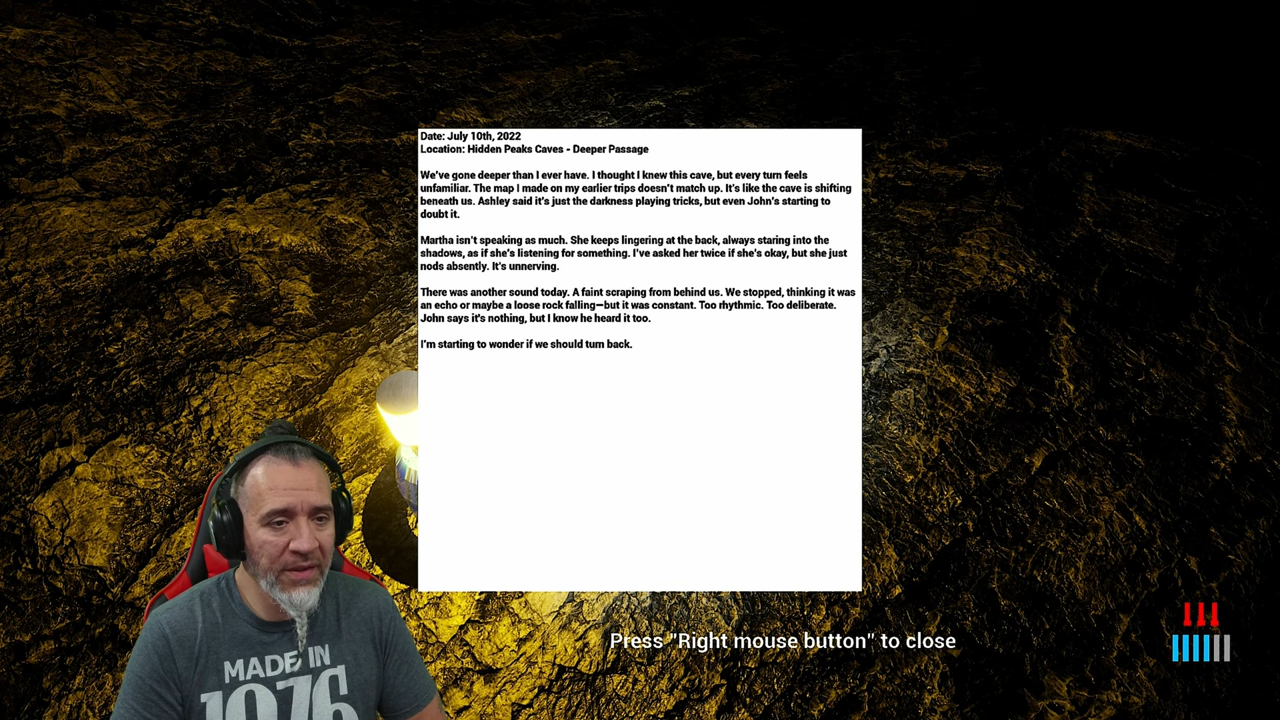 Date: July 10th, 2022
Location: Hidden Peaks Caves - Deeper Passage
We've gone deeper than I ever have. I thought I knew this cave, but every turn feels
unfamiliar. The map I made on my earlier trips doesn't match up. It's like the cave is shifting
beneath us. Ashley said it's just the darkness playing tricks, but even John's starting to
doubt it.
Martha isn't speaking as much. She keeps lingering at the back, always staring into the
shadows, as if she's listening for something. I've asked her twice if she's okay, but she just
nods absently. It's unnerving.
There was another sound today. A faint scraping from behind us. We stopped, thinking it was
an echo or maybe a loose rock falling—but it was constant. Too rhythmic. Too deliberate.
John says it's nothing, but I know he heard it too.
I'm starting to wonder if we should turn back.
Press "Right mouse button" to close
MADE IN
1976